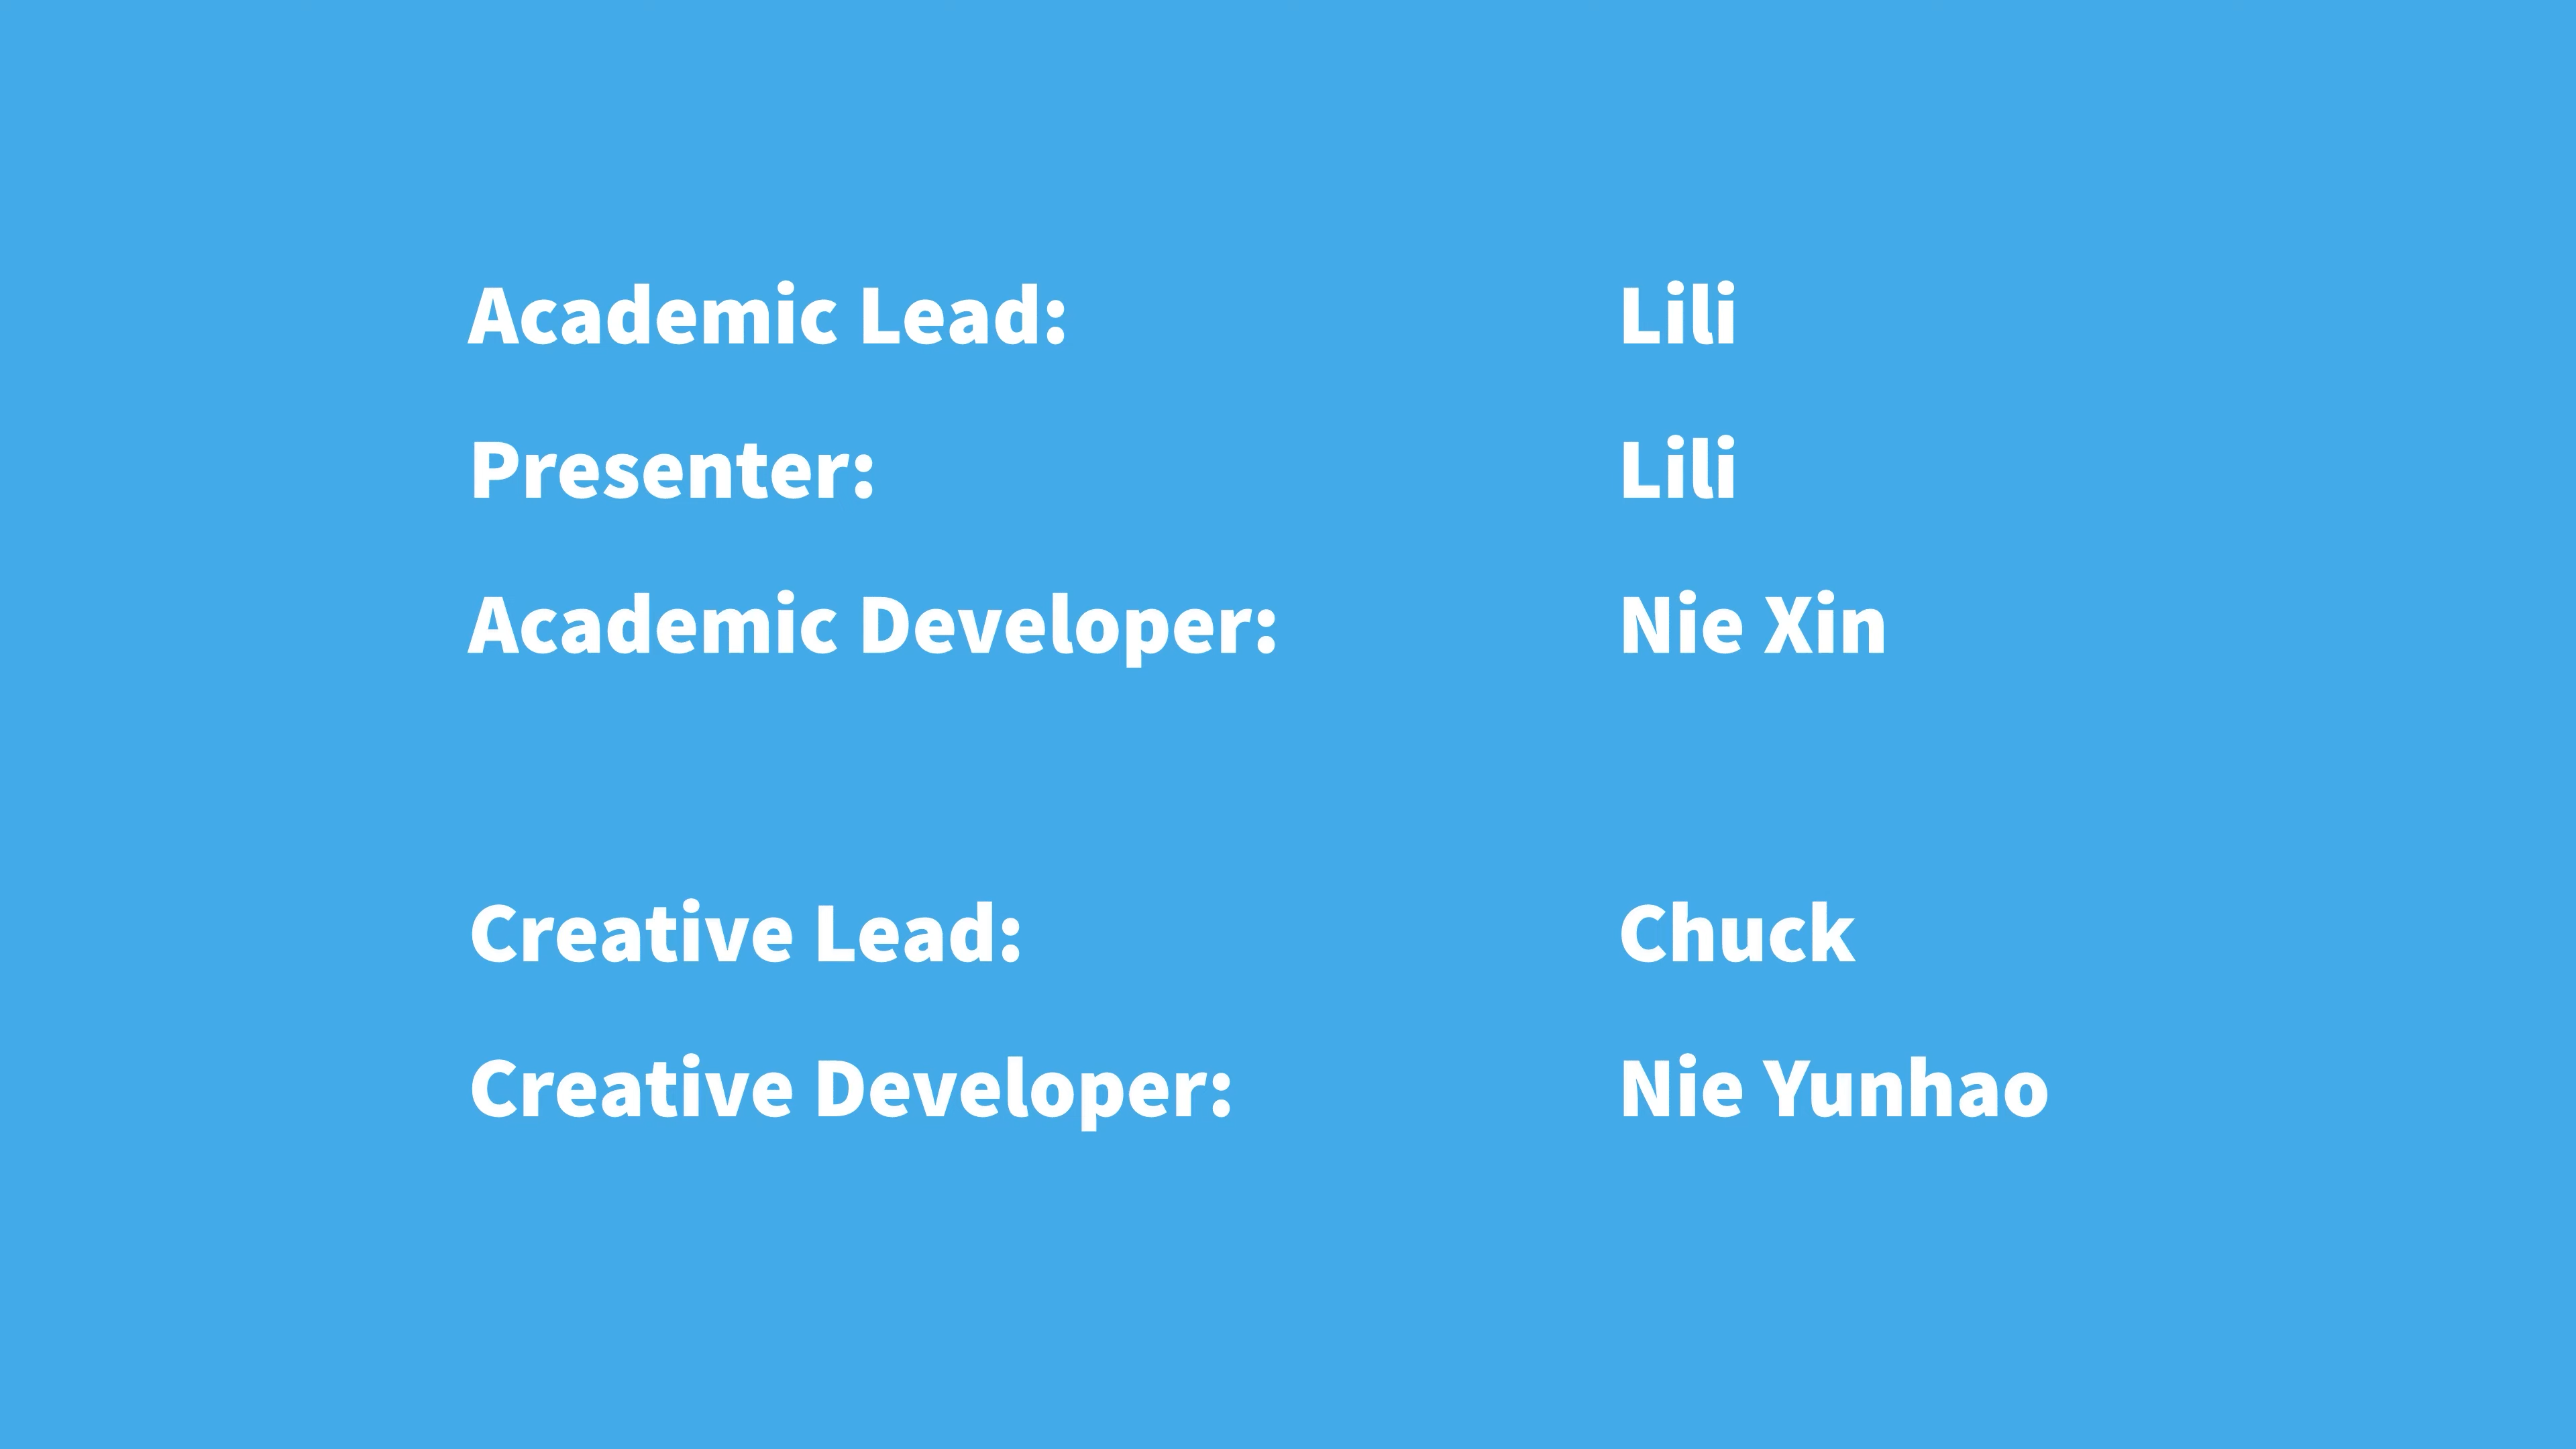 Academic Lead: Lili
Presenter: Lili
Academic Developer: Nie Xin
Creative Lead: Chuck
Creative Developer: Nie Yunhao